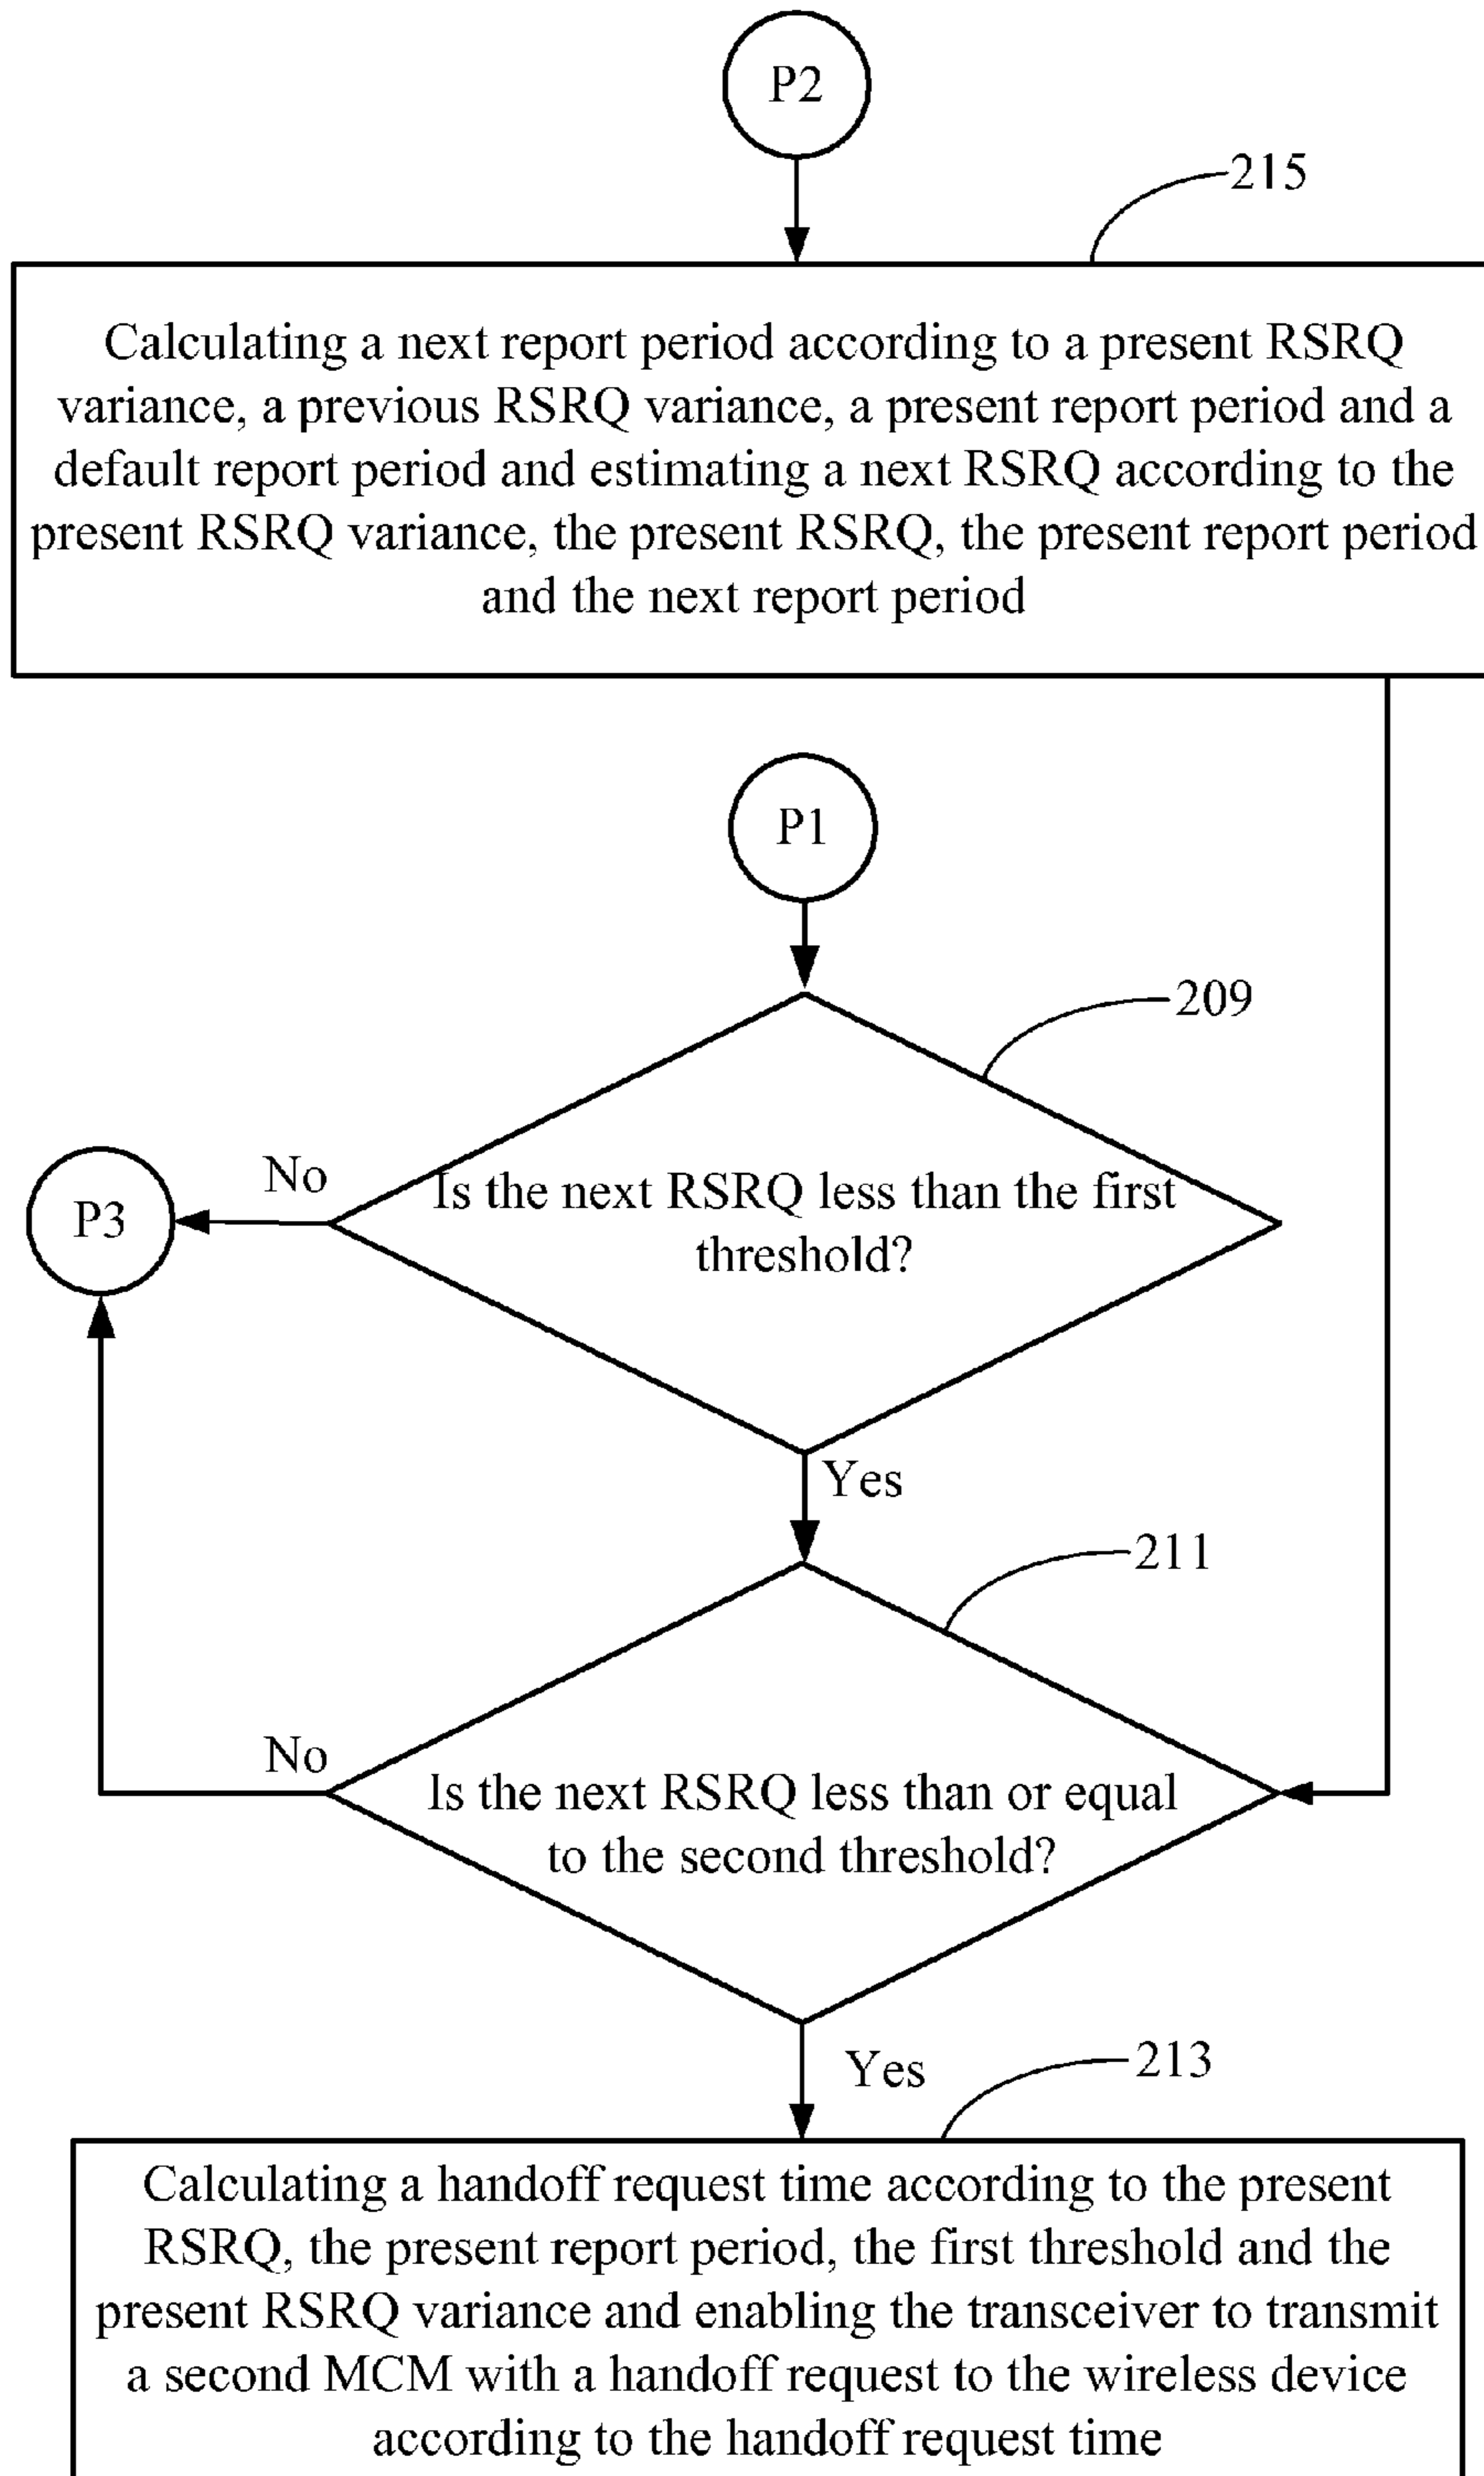 P2
215
Calculating a next report period according to a present RSRQ
variance, a previous RSRQ variance, a present report period and a
default report period and estimating a next RSRQ according to the
present RSRQ variance, the present RSRQ, the present report period
and the next report period
P1
209
Is the next RSRQ less than the first
threshold?
No
P3
Yes
211
Is the next RSRQ less than or equal
to the second threshold?
No
Yes
213
Calculating a handoff request time according to the present
RSRQ, the present report period, the first threshold and the
present RSRQ variance and enabling the transceiver to transmit
a second MCM with a handoff request to the wireless device
according to the handoff request time